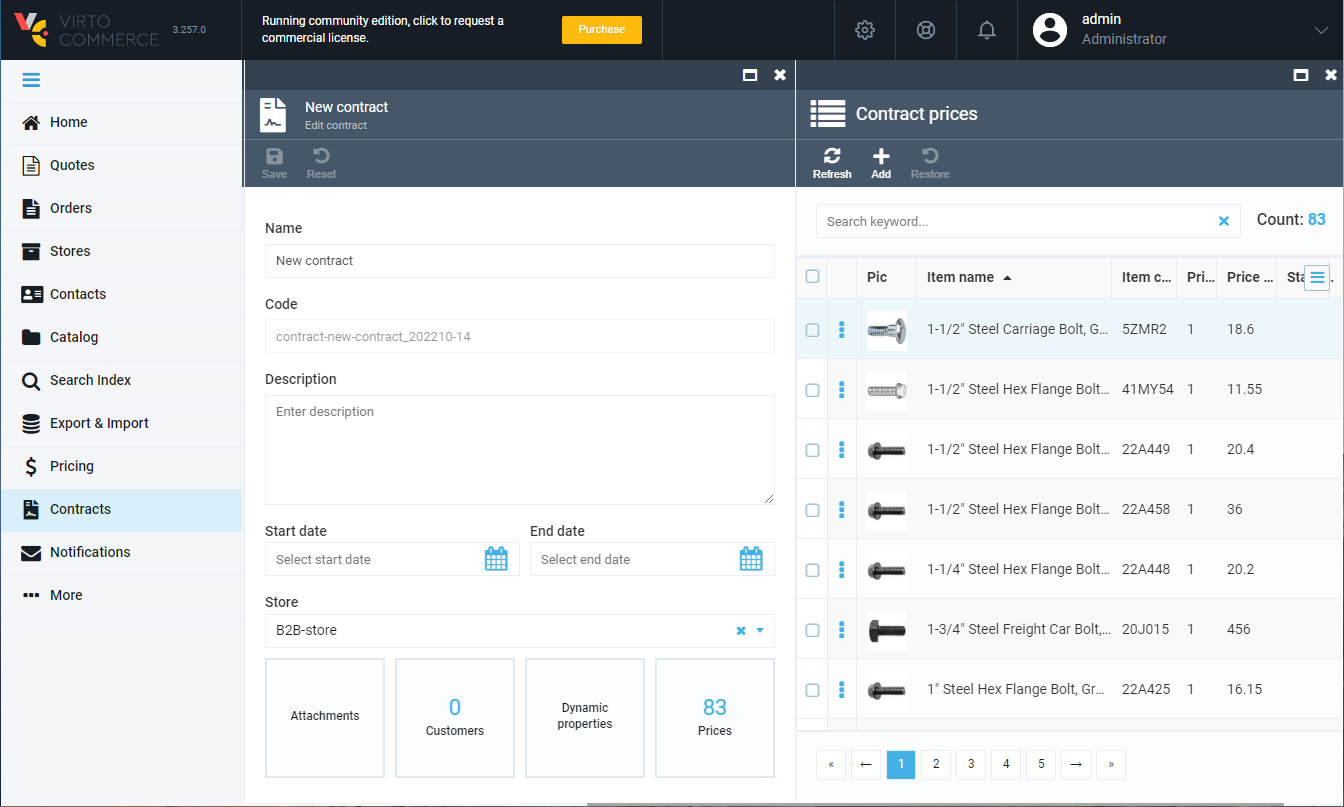 VIRTO
COMMERCE
3.257.0
Running community edition, click to request a
commercial license.
Purchase
admin
Administrator
Home
Quotes
Orders
Stores
Contacts
Catalog
Search Index
Export & Import
Pricing
Contracts
Notifications
More
New contract
Edit contract
Save
Reset
Name
New contract
Code
contract-new-contract_202210-14
Description
Enter description
Start date
End date
Select start date
Select end date
Store
B2B-store
Attachments
0
Customers
Dynamic
properties
83
Prices
Contract prices
Refresh
Add
Restore
Search keyword...
Count: 83
Pic Item name Item c... Pri... Price ... Sta .
1-1/2" Steel Carriage Bolt, G... 5ZMR2 1 18.6
1-1/2" Steel Hex Flange Bolt... 41MY54 1 11.55
1-1/2" Steel Hex Flange Bolt... 22A449 1 20.4
1-1/2" Steel Hex Flange Bolt... 22A458 1 36
1-1/4" Steel Hex Flange Bolt... 22A448 1 20.2
1-3/4" Steel Freight Car Bolt,... 20J015 1 456
1" Steel Hex Flange Bolt, Gr... 22A425 1 16.15
« ← 1 2 3 4 5 → »